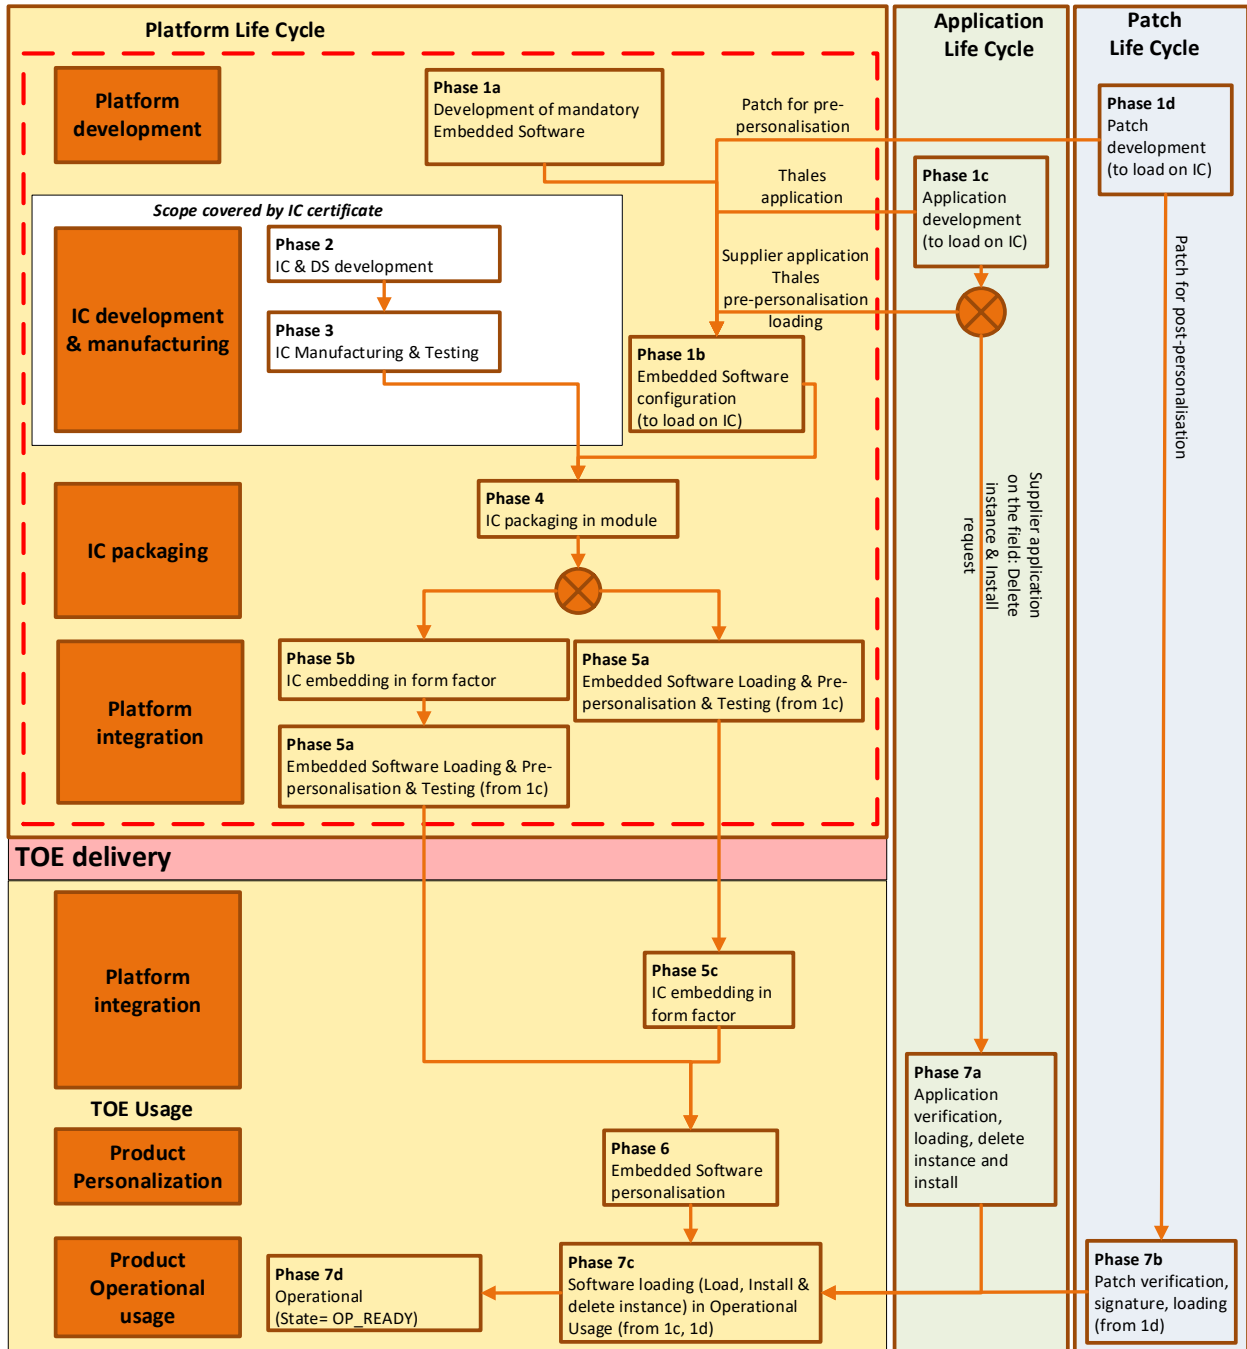 Platform Life Cycle
Application
Life Cycle
Patch
Life Cycle
Platform
development
Phase 1a
Development of mandatory
Embedded Software
Patch for pre-
personalisation
Phase 1d
Patch
development
(to load on IC)
Thales
application
Phase 1c
Application
development
(to load on IC)
Scope covered by IC certificate
Phase 2
IC & DS development
Supplier application
Thales
pre-personalisation
loading
Patch for post-personalisation
IC development
& manufacturing
Phase 3
IC Manufacturing & Testing
Phase 1b
Embedded Software
configuration
(to load on IC)
IC packaging
Phase 4
IC packaging in module
Supplier application
on the field: Delete
instance & Install
request
Platform
integration
Phase 5b
IC embedding in form factor
Phase 5a
Embedded Software Loading & Pre-
personalisation & Testing (from 1c)
Phase 5a
Embedded Software Loading & Pre-
personalisation & Testing (from 1c)
TOE delivery
Platform
integration
Phase 5c
IC embedding in
form factor
Phase 7a
Application
verification,
loading, delete
instance and
install
TOE Usage
Product
Personalization
Phase 6
Embedded Software
personalisation
Product
Operational
usage
Phase 7d
Operational
(State= OP_READY)
Phase 7c
Software loading (Load, Install &
delete instance) in Operational
Usage (from 1c, 1d)
Phase 7b
Patch verification,
signature, loading
(from 1d)